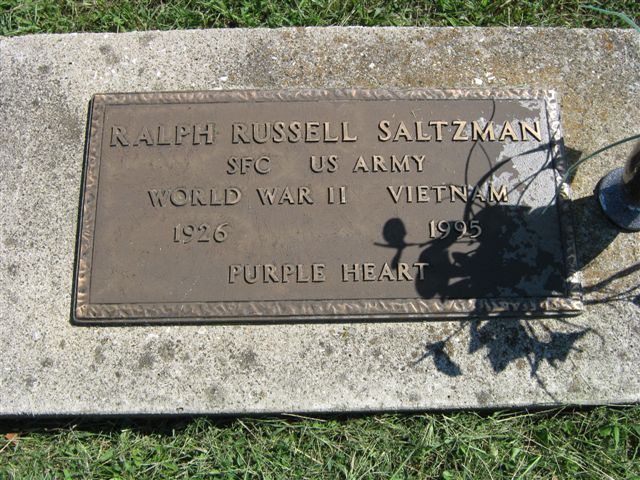 RALPH RUSSELL SALTZMAN
SFC US ARMY
WORLD WAR II VIETNAM
1926 1995
PURPLE HEART